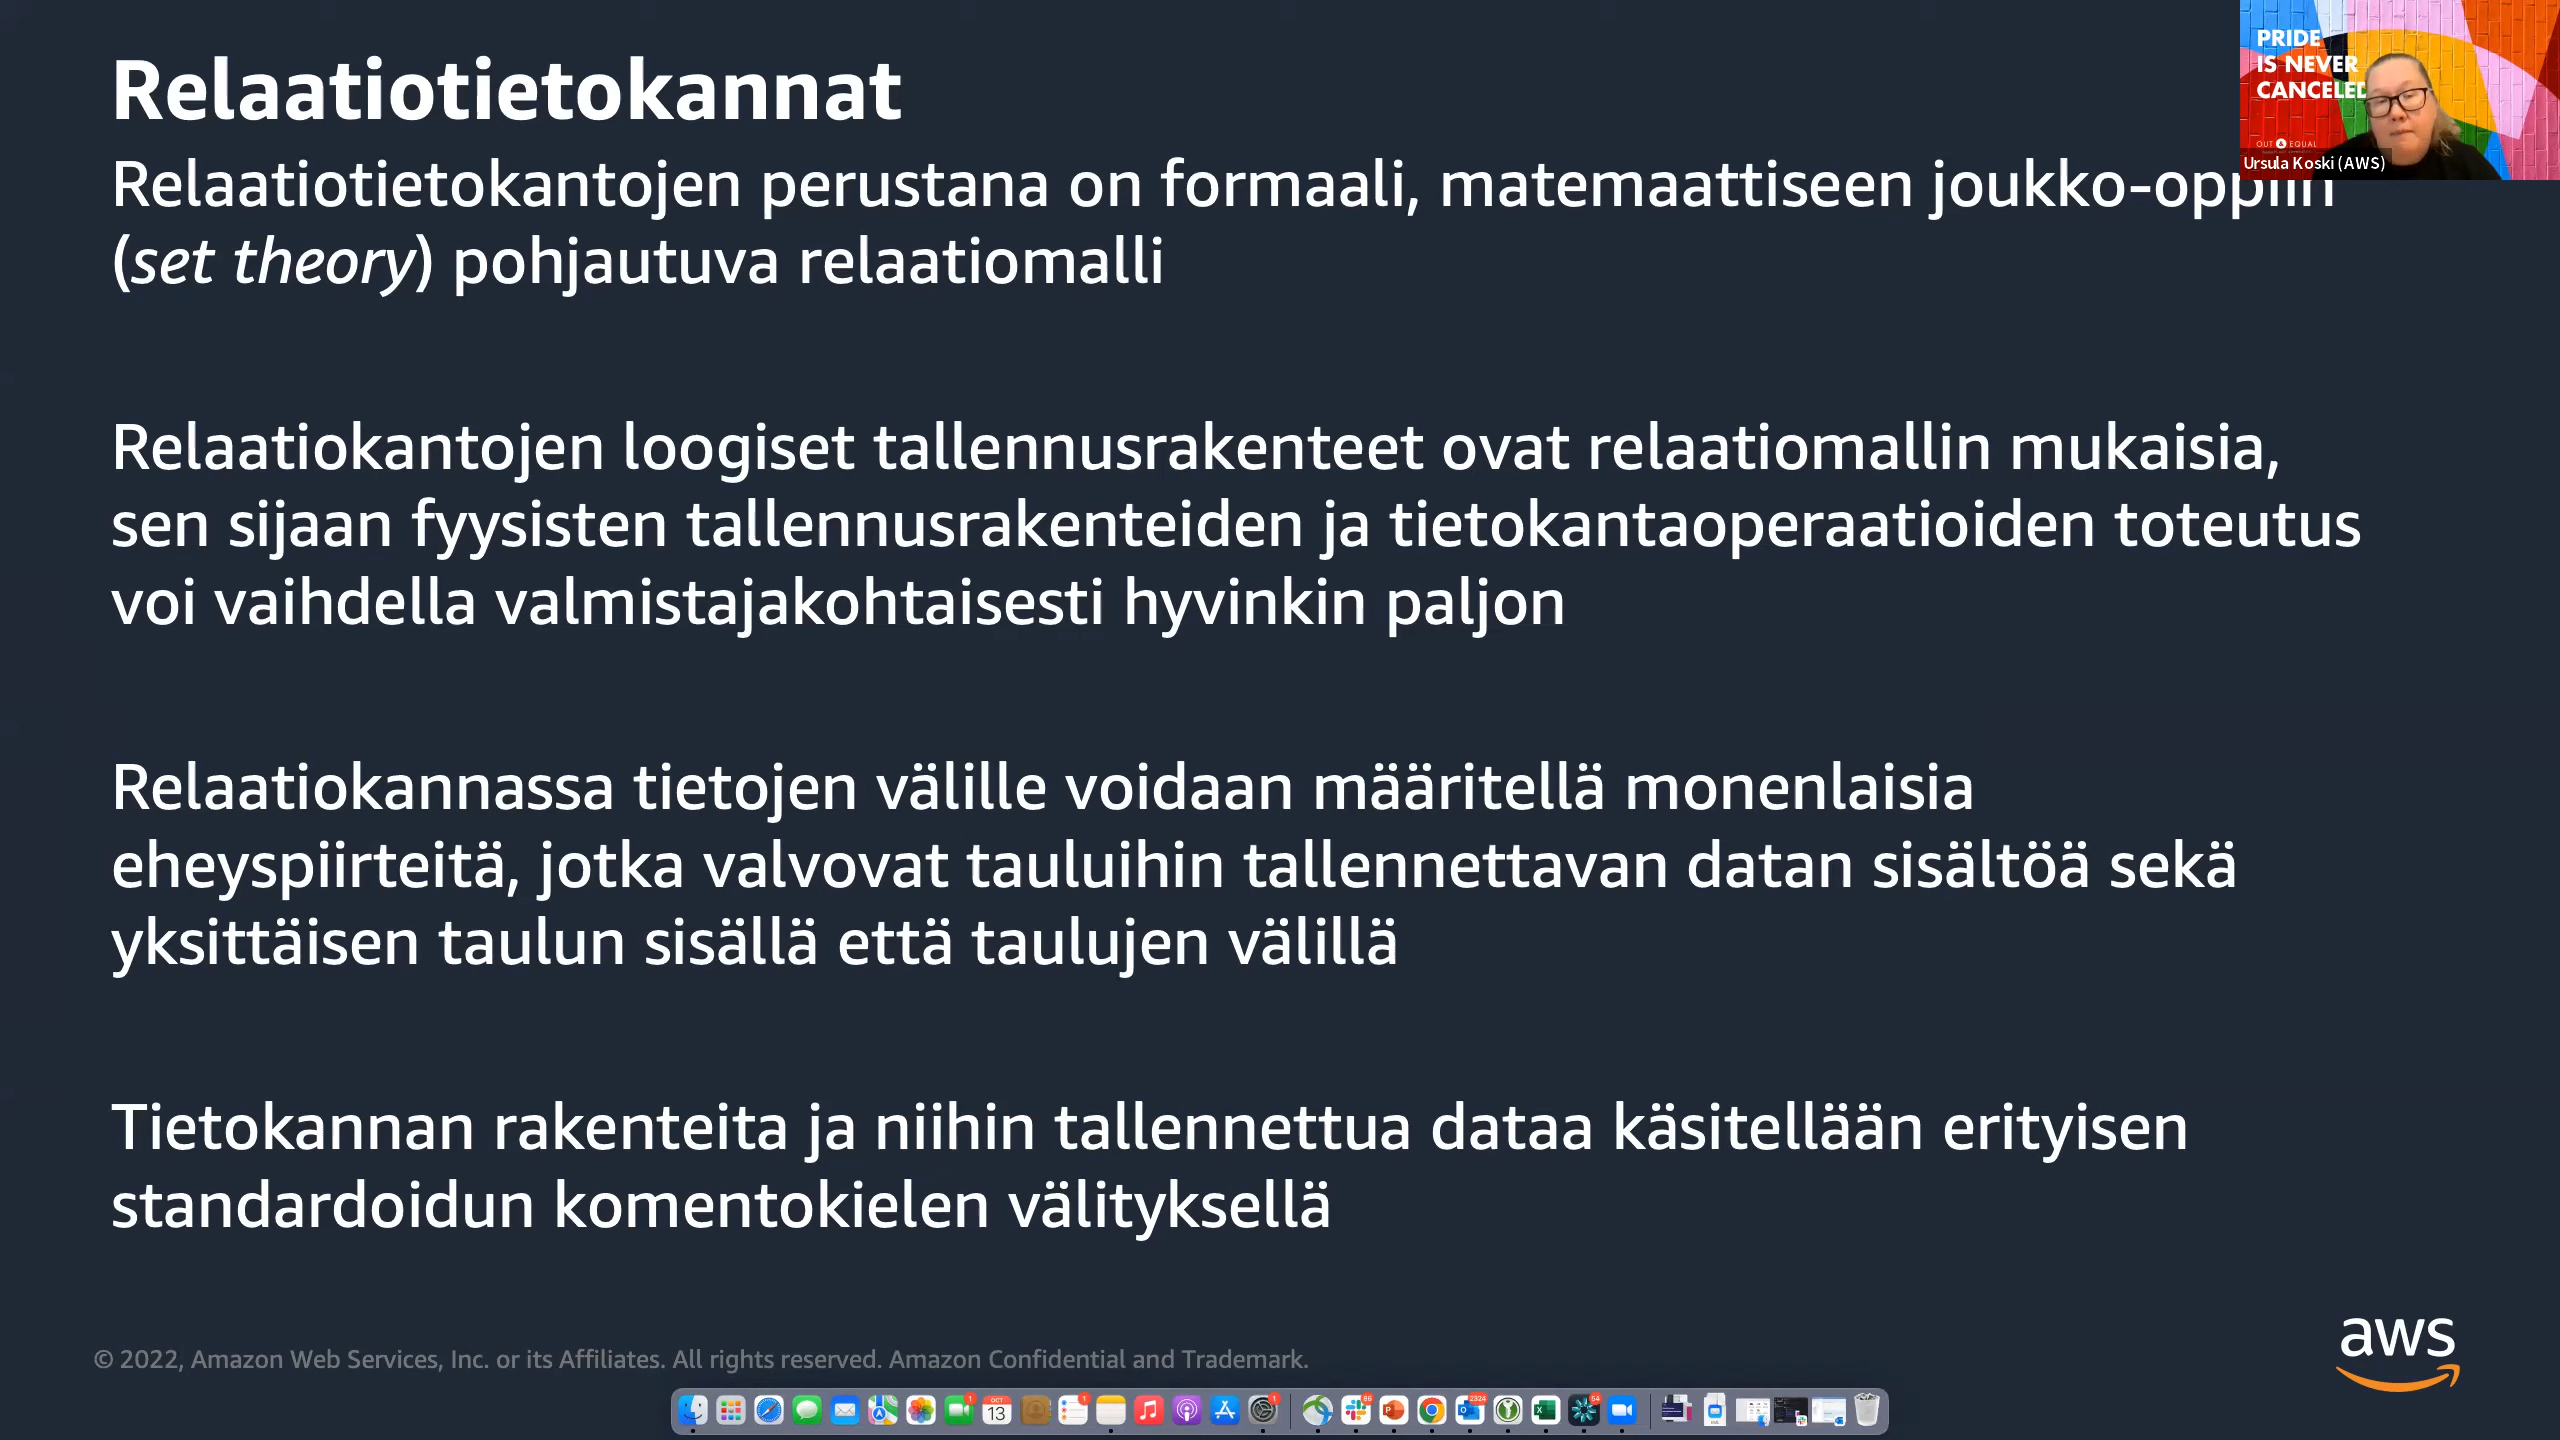 Relaatiotietokannat
PRIDE
IS NEVER
CANCELED
OUT & EQUAL
Ursula Koski (AWS)
Relaatiotietokantojen perustana on formaali, matemaattiseen joukko-oppiin
(set theory) pohjautuva relaatiomalli
Relaatiokantojen loogiset tallennusrakenteet ovat relaatiomallin mukaisia,
sen sijaan fyysisten tallennusrakenteiden ja tietokantaoperaatioiden toteutus
voi vaihdella valmistajakohtaisesti hyvinkin paljon
Relaatiokannassa tietojen välille voidaan määritellä monenlaisia
eheyspiirteitä, jotka valvovat tauluihin tallennettavan datan sisältöä sekä
yksittäisen taulun sisällä että taulujen välillä
Tietokannan rakenteita ja niihin tallennettua dataa käsitellään erityisen
standardoidun komentokielen välityksellä
© 2022, Amazon Web Services, Inc. or its Affiliates. All rights reserved. Amazon Confidential and Trademark.
aws
OCT
13